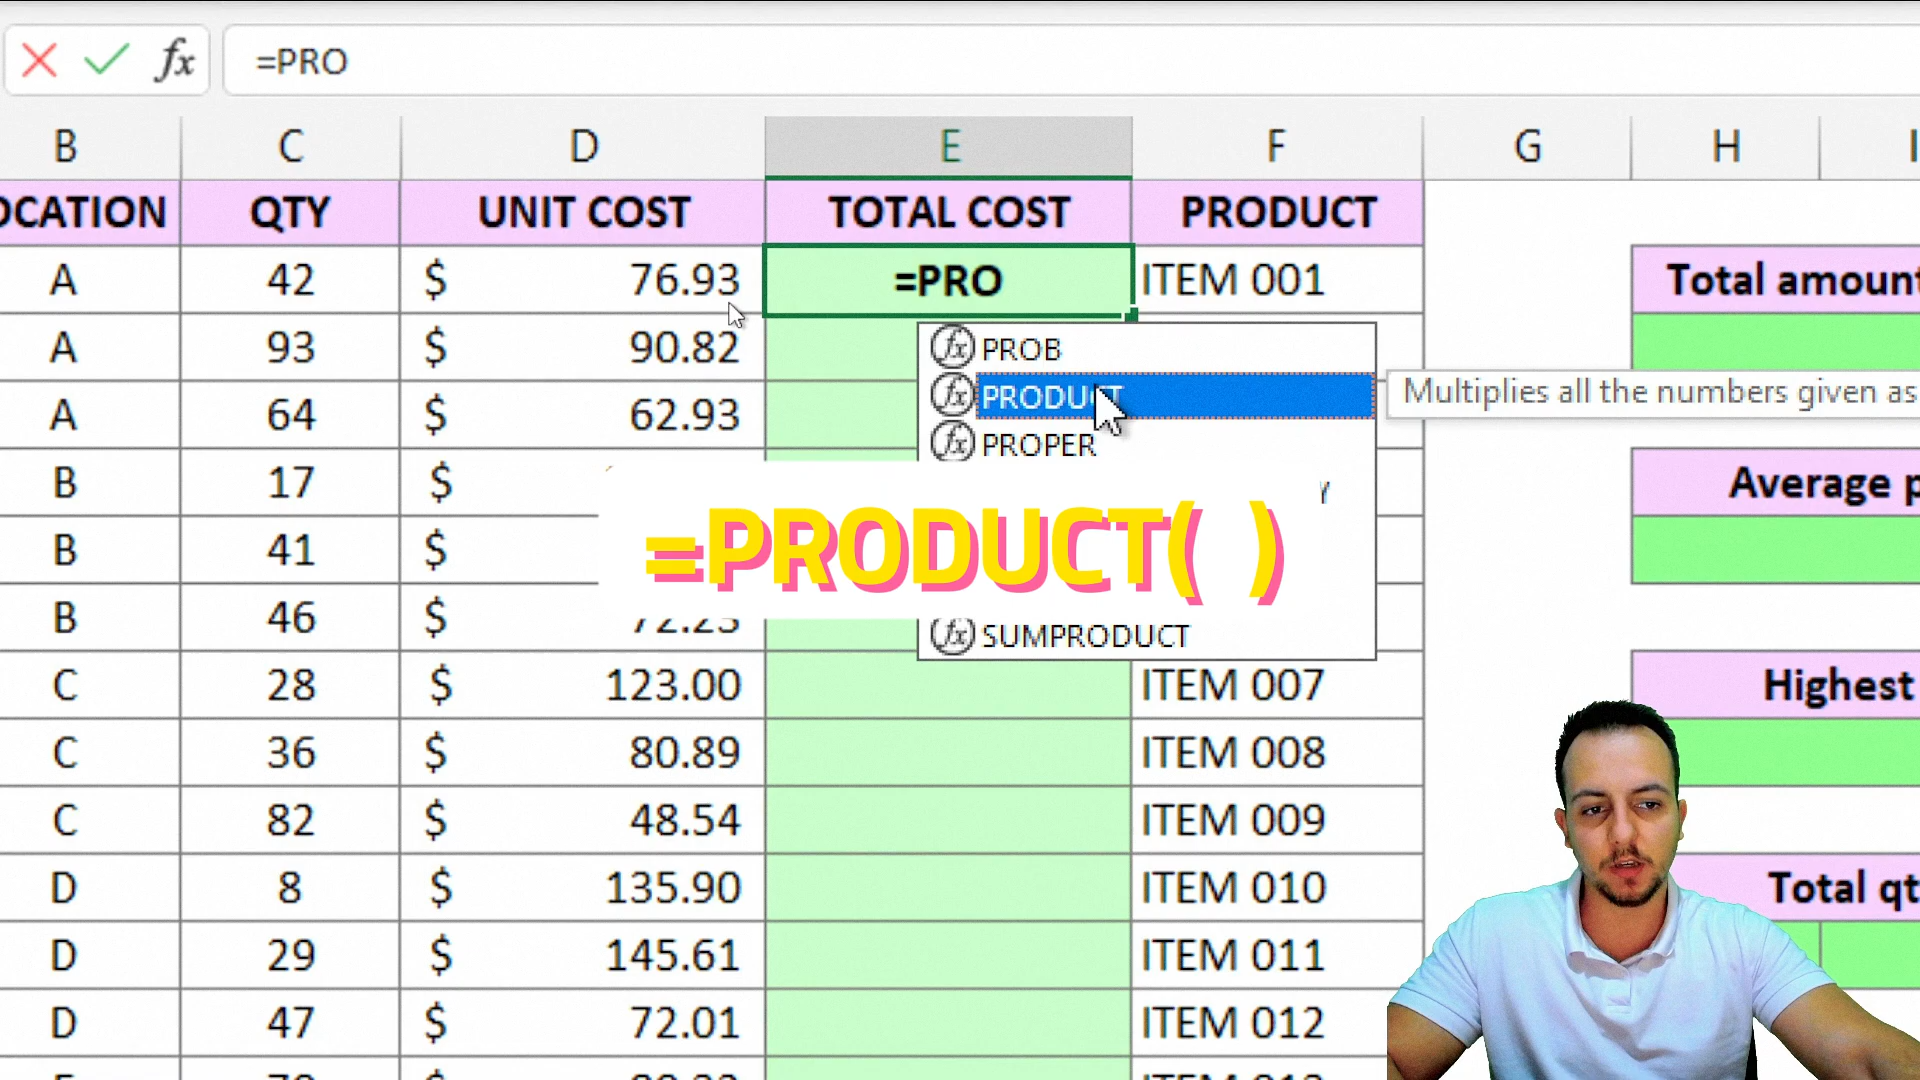 =PRO
B C D E F G H
OCATION QTY UNIT COST TOTAL COST PRODUCT
A 42 $ 76.93 =PRO ITEM 001 Total amount
A 93 $ 90.82 PROB
A 64 $ 62.93 PRODUCT Multiplies all the numbers given as
PROPER
B 17 $ Average p
B 41 $ =PRODUCT( )
B 46 $ 72.23 SUMPRODUCT
C 28 $ 123.00 ITEM 007 Highest
C 36 $ 80.89 ITEM 008
C 82 $ 48.54 ITEM 009
D 8 $ 135.90 ITEM 010 Total qt
D 29 $ 145.61 ITEM 011
D 47 $ 72.01 ITEM 012